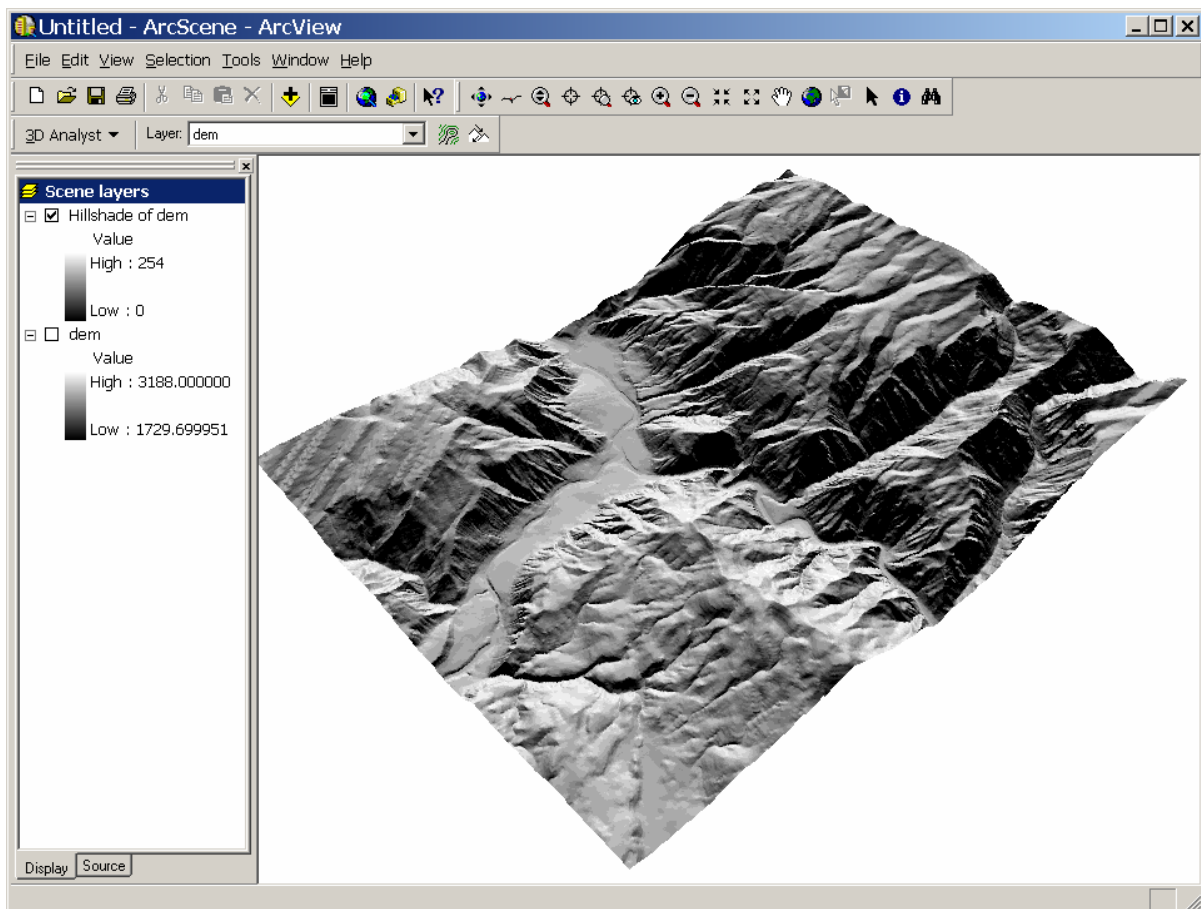 Untitled - ArcScene - ArcView
File Edit View Selection Tools Window Help
3D Analyst Layer: dem
Scene layers
Hillshade of dem
Value
High : 254
Low : 0
dem
Value
High : 3188.000000
Low : 1729.699951
Display Source